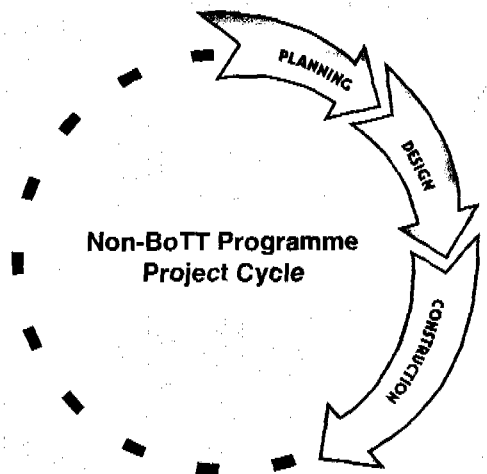 PLANNING
DESIGN
Non-BoTT Programme
Project Cycle
CONSTRUCTION